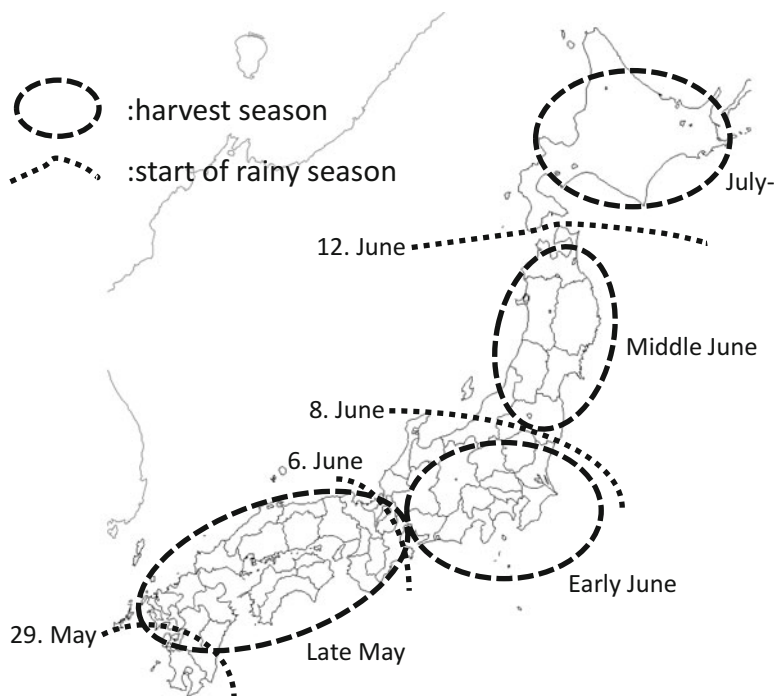 :harvest season
:start of rainy season
July-
12. June
Middle June
8. June
6. June
Early June
29. May
Late May